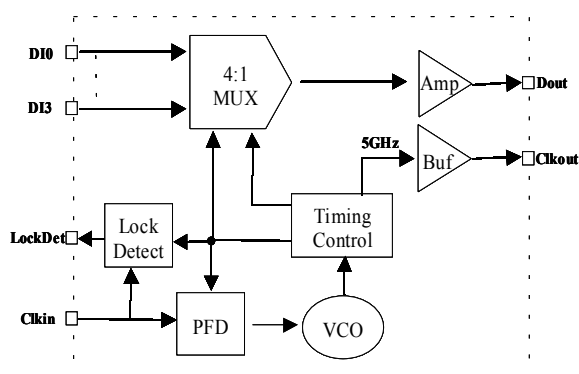 DI0
4:1
MUX
Amp
Dout
DI3
5GHz
Buf
Clkout
Lock
Detect
Timing
Control
LockDet
Clkin
PFD
VCO